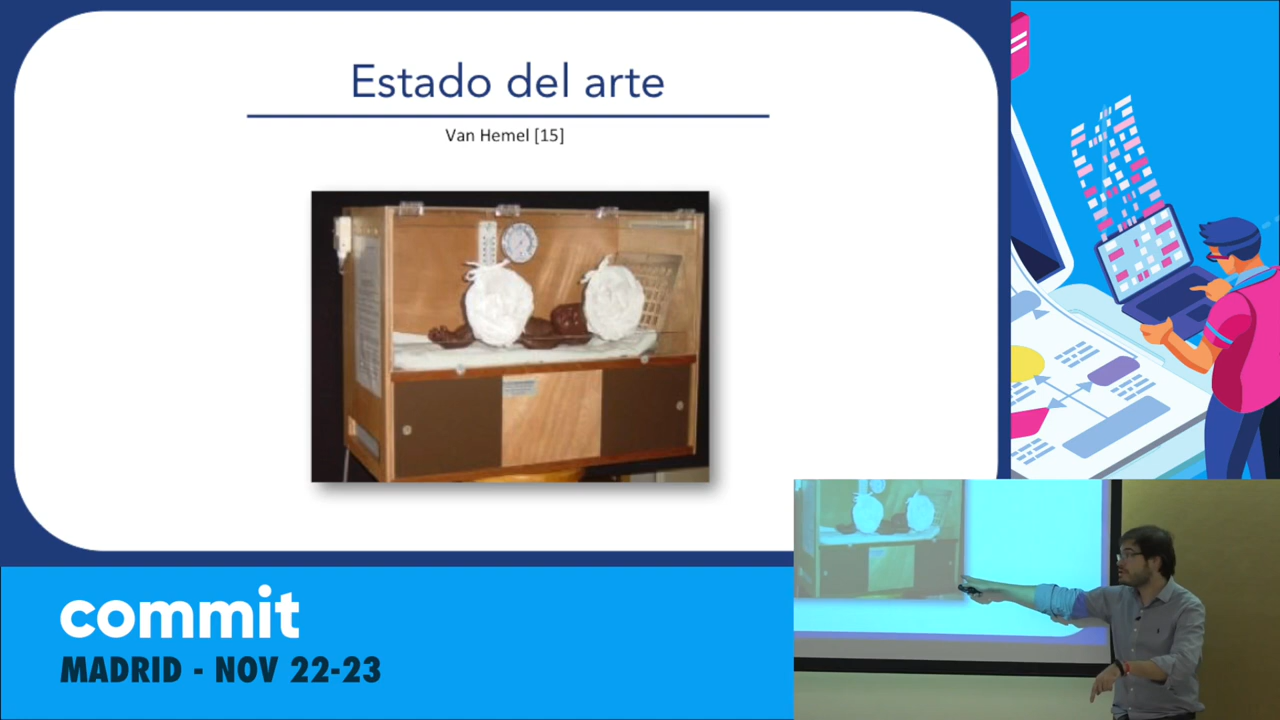 Estado del arte
Van Hemel [15]
commit
MADRID - NOV 22-23